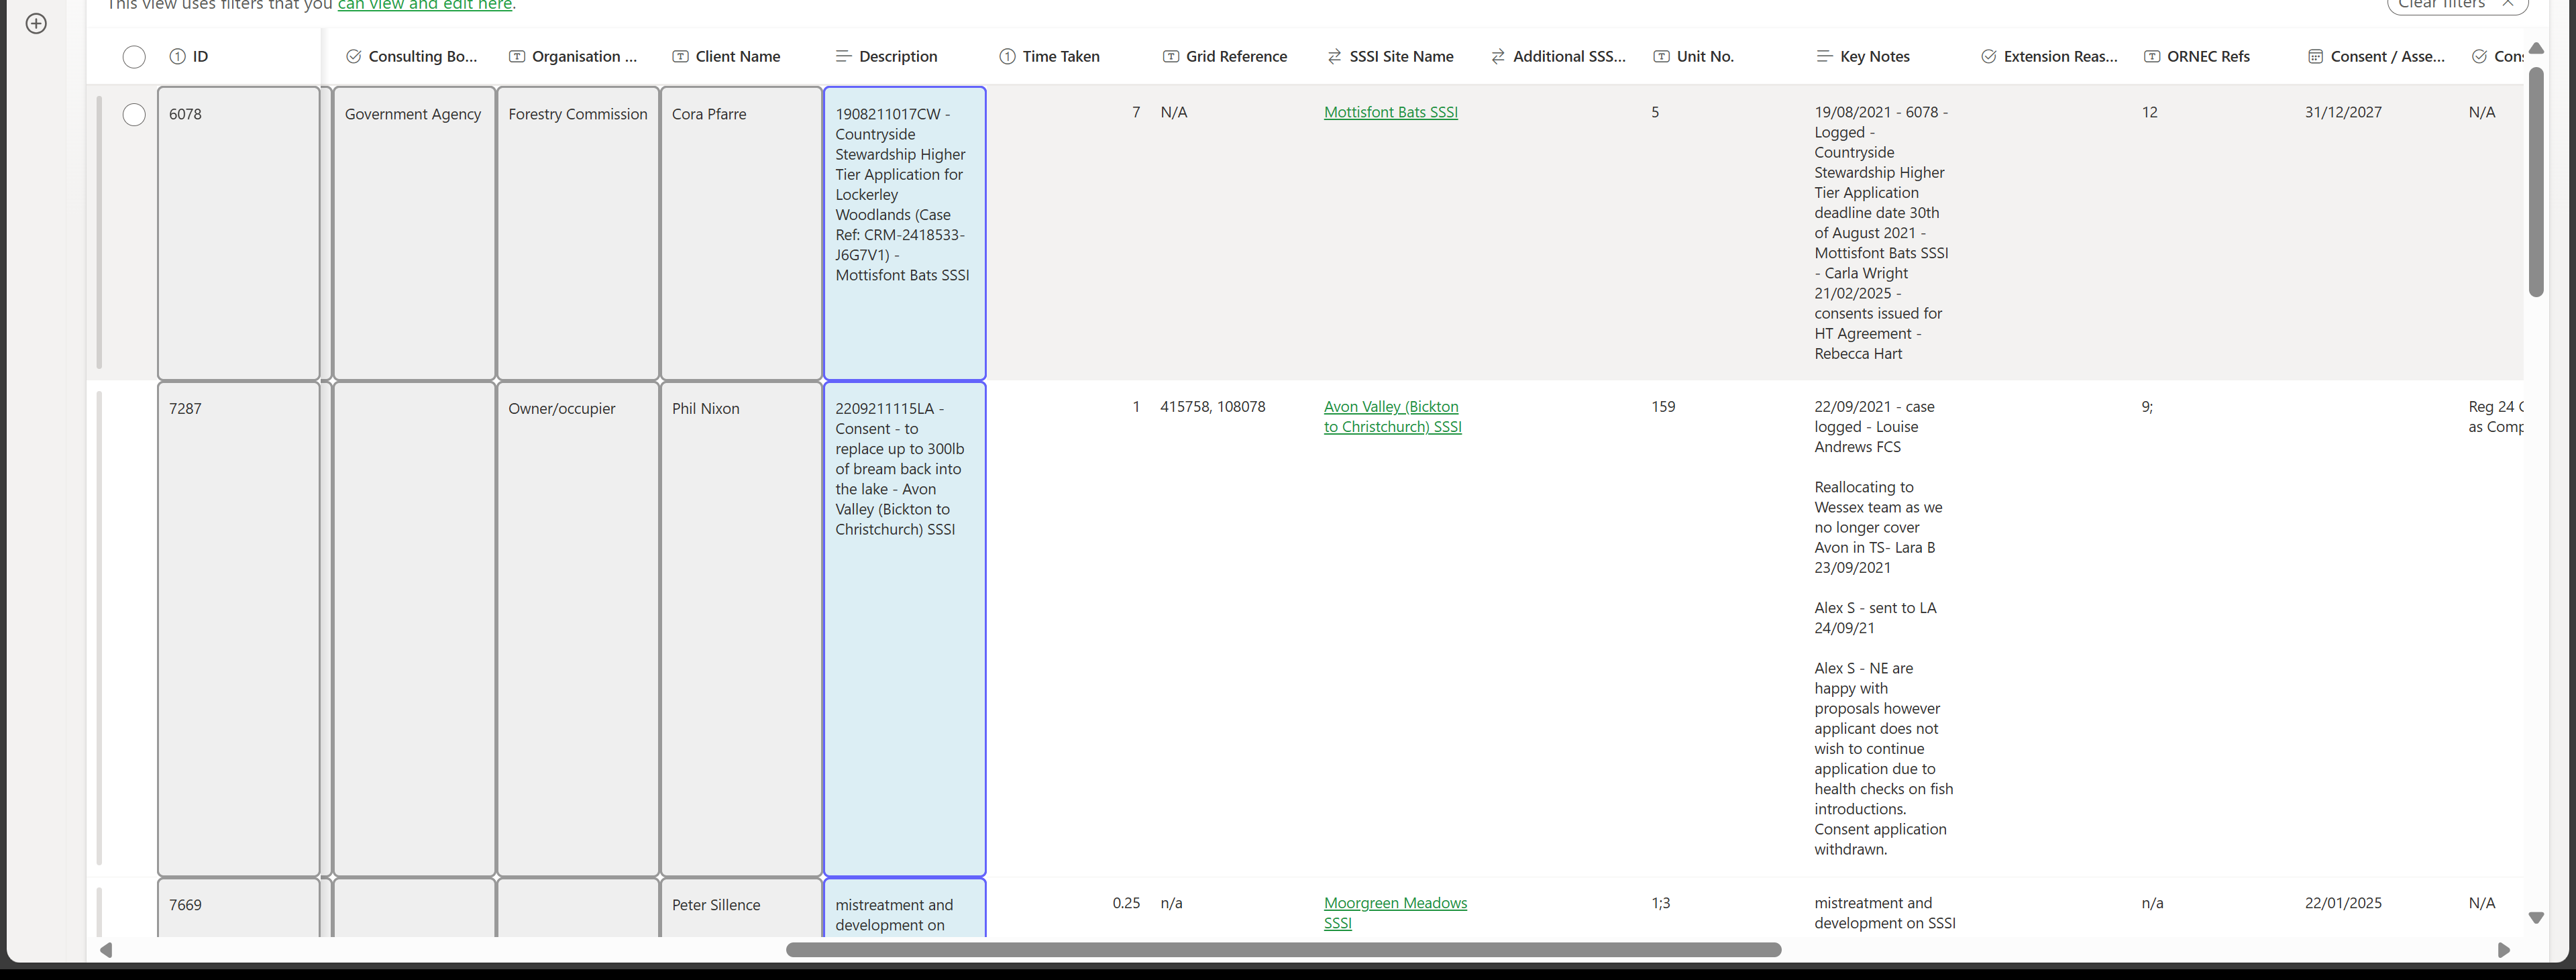 This view uses filters that you can view and edit here.
Clear filters
ID
Consulting Bo...
Organisation ...
Client Name
Description
Time Taken
Grid Reference
SSSI Site Name
Additional SSS...
Unit No.
Key Notes
Extension Reas...
ORNEC Refs
Consent / Asse...
Cons
6078
Government Agency
Forestry Commission
Cora Pfarre
1908211017CW -
Countryside
Stewardship Higher
Tier Application for
Lockerley
Woodlands (Case
Ref: CRM-2418533-
J6G7V1) -
Mottisfont Bats SSSI
7
N/A
Mottisfont Bats SSSI
5
19/08/2021 - 6078 -
Logged -
Countryside
Stewardship Higher
Tier Application
deadline date 30th
of August 2021 -
Mottisfont Bats SSSI
- Carla Wright
21/02/2025 -
consents issued for
HT Agreement -
Rebecca Hart
12
31/12/2027
N/A
7287
Owner/occupier
Phil Nixon
2209211115LA -
Consent - to
replace up to 300lb
of bream back into
the lake - Avon
Valley (Bickton to
Christchurch) SSSI
1
415758, 108078
Avon Valley (Bickton
to Christchurch) SSSI
159
22/09/2021 - case
logged - Louise
Andrews FCS
Reallocating to
Wessex team as we
no longer cover
Avon in TS- Lara B
23/09/2021
Alex S - sent to LA
24/09/21
Alex S - NE are
happy with
proposals however
applicant does not
wish to continue
application due to
health checks on fish
introductions.
Consent application
withdrawn.
9;
Reg 24 C
as Comp
7669
Peter Sillence
mistreatment and
development on
0.25
n/a
Moorgreen Meadows
SSSI
1;3
mistreatment and
development on SSSI
n/a
22/01/2025
N/A